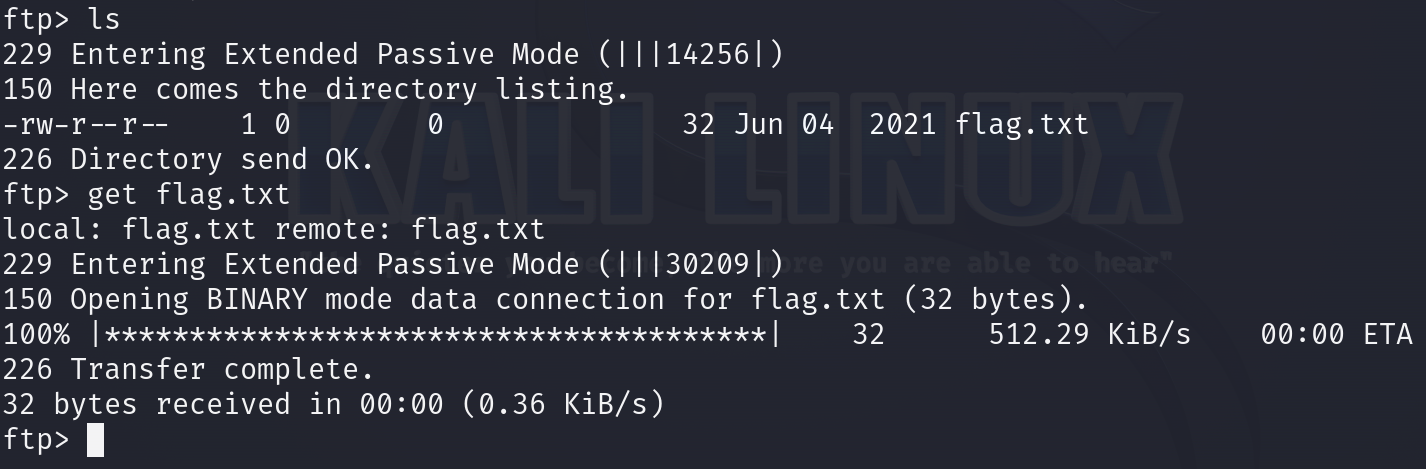 ftp> ls
229 Entering Extended Passive Mode (|||14256|)
150 Here comes the directory listing.
-rw-r--r--    1 0        0              32 Jun 04  2021 flag.txt
226 Directory send OK.
ftp> get flag.txt
local: flag.txt remote: flag.txt
229 Entering Extended Passive Mode (|||30209|)
150 Opening BINARY mode data connection for flag.txt (32 bytes).
100% |***************************************|    32      512.29 KiB/s    00:00 ETA
226 Transfer complete.
32 bytes received in 00:00 (0.36 KiB/s)
ftp>
KALI LINUX
become more you are able to hear"